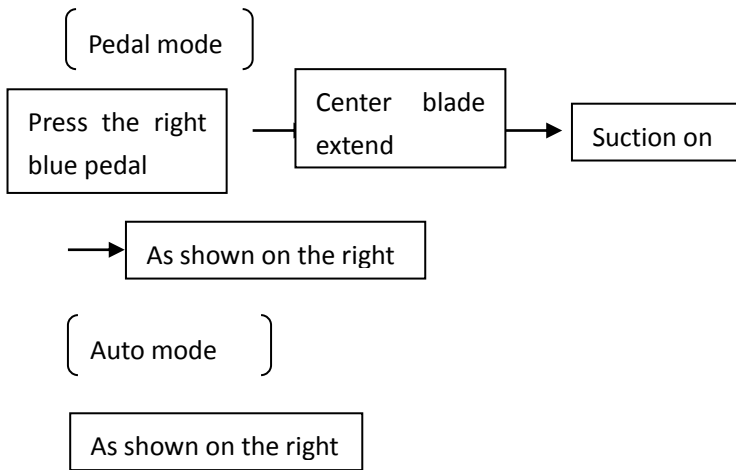 Pedal mode
Press the right
blue pedal
Center blade
extend
Suction on
As shown on the right
Auto mode
As shown on the right